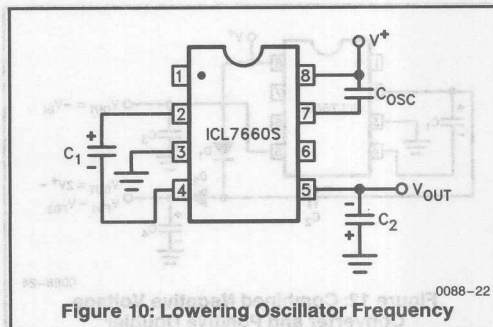 V+
1
8
COSC
2
ICL7660S
7
+
C1
-
3
6
4
5
VOUT
-
C2
+
0088-22
Figure 10: Lowering Oscillator Frequency